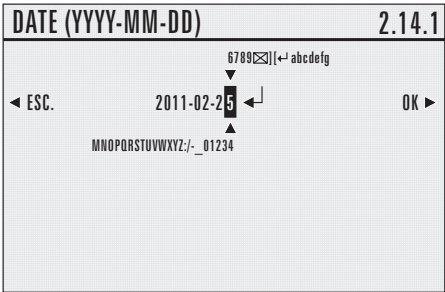 DATE (YYYY-MM-DD) 2.14.1
6789☒][↵ abcdefg
◄ ESC. 2011-02-25 ↵ OK ►
MNOPQRSTUVWXYZ:/-_01234